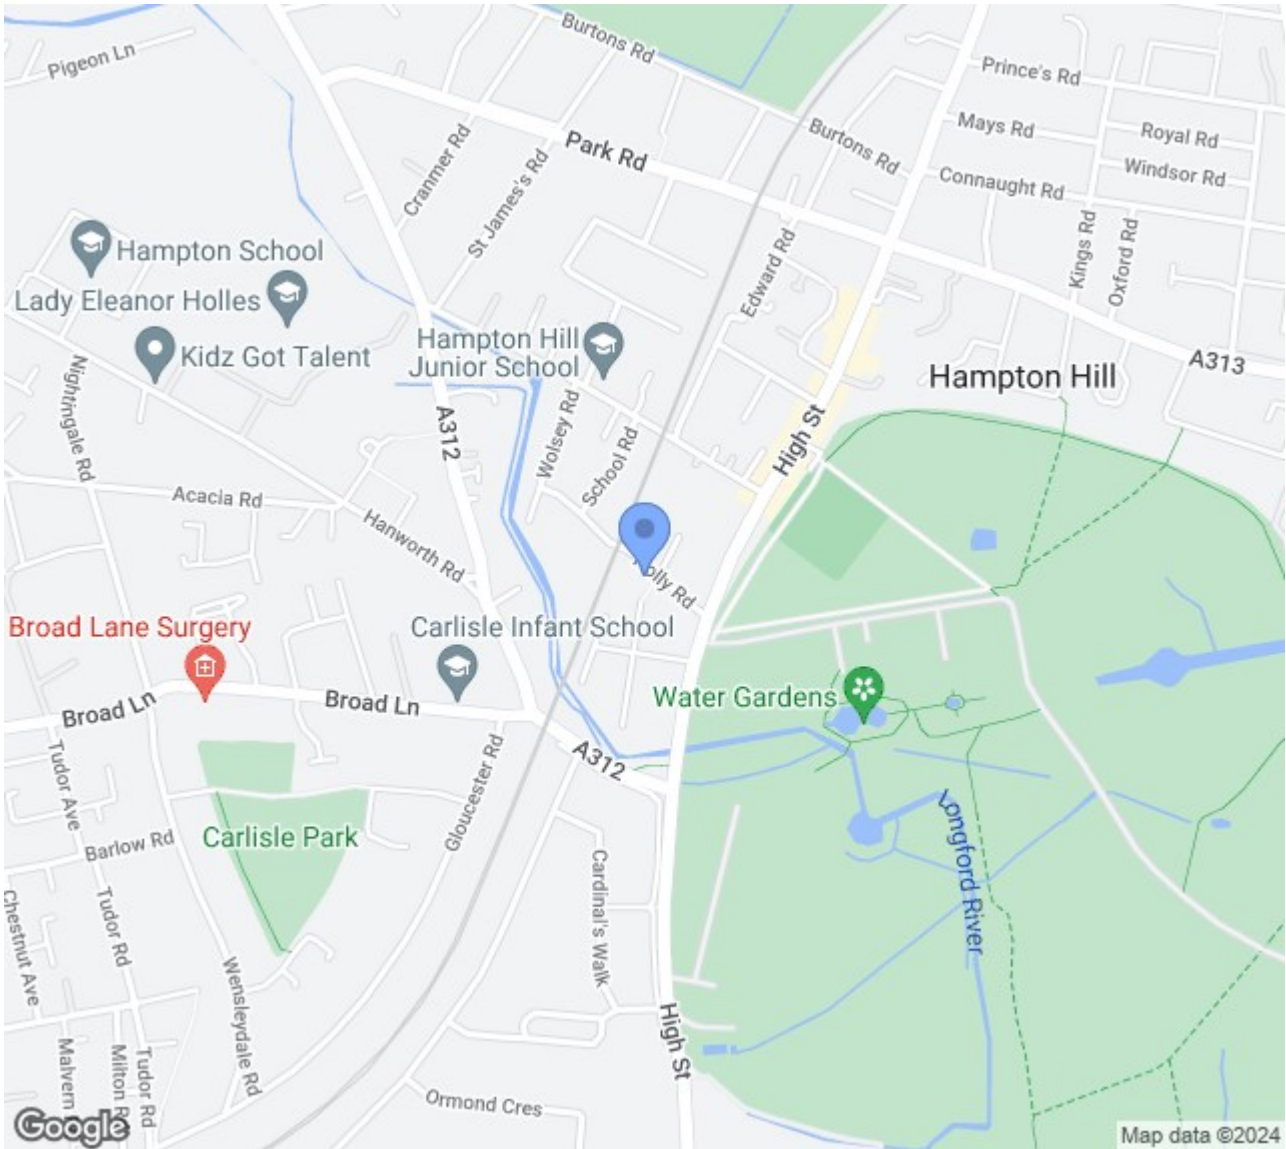 Pigeon Ln
Burtons Rd
Prince's Rd
Mays Rd
Royal Rd
Windsor Rd
Burtons Rd
Park Rd
Connaught Rd
Cranmer Rd
St James's Rd
Kings Rd
Oxford Rd
Edward Rd
Hampton School
Lady Eleanor Holles
Kidz Got Talent
Hampton Hill
Junior School
A313
Hampton Hill
Nightingale Rd
A312
Wolsey Rd
School Rd
High St
Acacia Rd
Hanworth Rd
Holly Rd
Broad Lane Surgery
Carlisle Infant School
Water Gardens
Broad Ln
Broad Ln
A312
Tudor Ave
Gloucester Rd
Carlisle Park
Barlow Rd
Longford River
Cardinal's Walk
Chestnut Ave
Tudor Rd
Wensleydale Rd
High St
Malvern
Milton R
Tudor Rd
Ormond Cres
Google
Map data ©2024